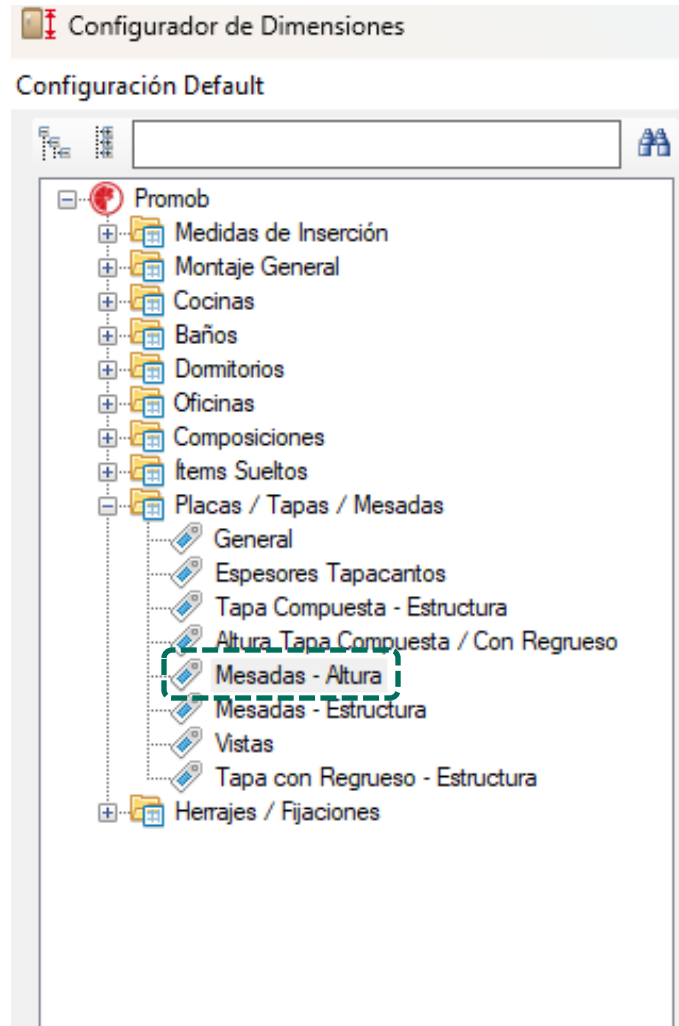 Configurador de Dimensiones
Configuración Default
Promob
Medidas de Inserción
Montaje General
Cocinas
Baños
Dormitorios
Oficinas
Composiciones
Ítems Sueltos
Placas / Tapas / Mesadas
General
Espesores Tapacantos
Tapa Compuesta - Estructura
Altura Tapa Compuesta / Con Regrueso
Mesadas - Altura
Mesadas - Estructura
Vistas
Tapa con Regrueso - Estructura
Herrajes / Fijaciones